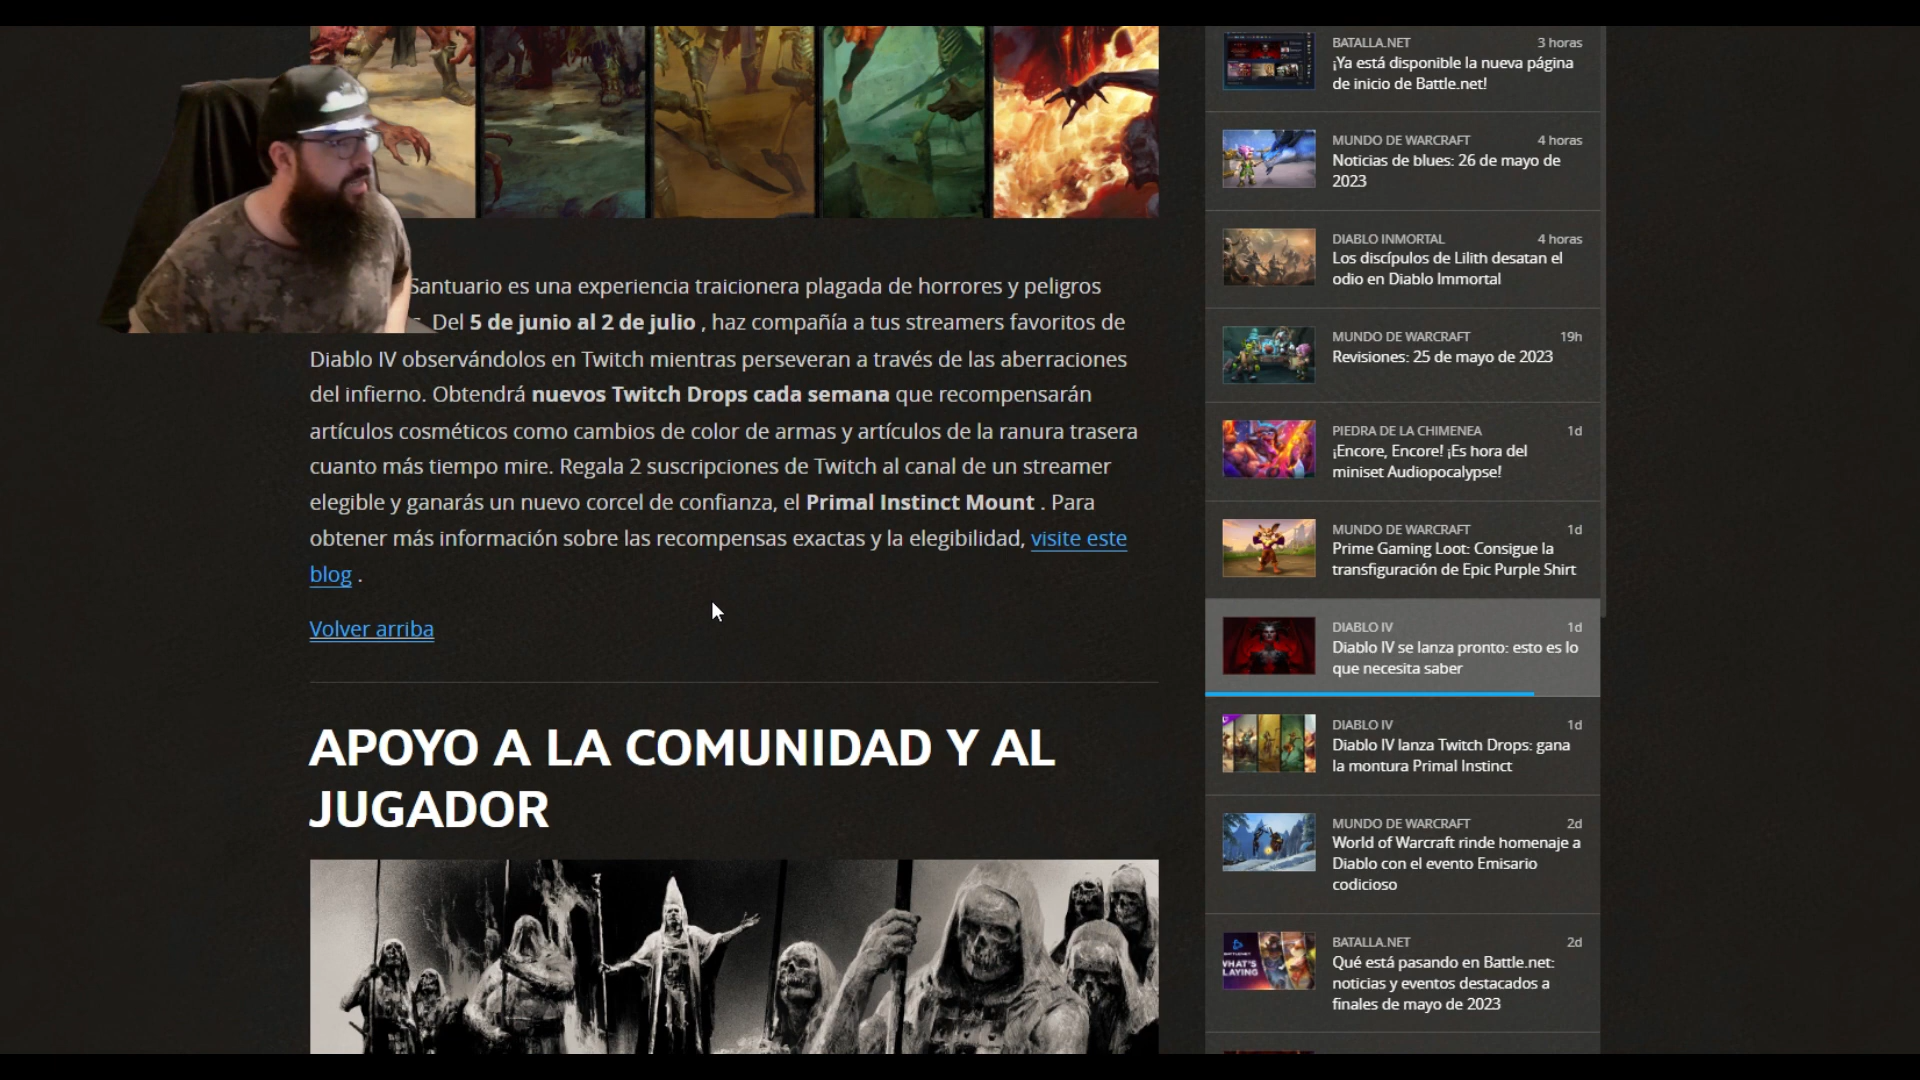 Santuario es una experiencia traicionera plagada de horrores y peligros
. Del 5 de junio al 2 de julio , haz compañía a tus streamers favoritos de
Diablo IV observándolos en Twitch mientras perseveran a través de las aberraciones
del infierno. Obtendrá nuevos Twitch Drops cada semana que recompensarán
artículos cosméticos como cambios de color de armas y artículos de la ranura trasera
cuanto más tiempo mire. Regala 2 suscripciones de Twitch al canal de un streamer
elegible y ganarás un nuevo corcel de confianza, el Primal Instinct Mount . Para
obtener más información sobre las recompensas exactas y la elegibilidad, visite este
blog .
Volver arriba
APOYO A LA COMUNIDAD Y AL
JUGADOR
BATALLA.NET 3 horas
¡Ya está disponible la nueva página
de inicio de Battle.net!
MUNDO DE WARCRAFT 4 horas
Noticias de blues: 26 de mayo de
2023
DIABLO INMORTAL 4 horas
Los discípulos de Lilith desatan el
odio en Diablo Immortal
MUNDO DE WARCRAFT 19h
Revisiones: 25 de mayo de 2023
PIEDRA DE LA CHIMENEA 1d
¡Encore, Encore! ¡Es hora del
miniset Audiopocalypse!
MUNDO DE WARCRAFT 1d
Prime Gaming Loot: Consigue la
transfiguración de Epic Purple Shirt
DIABLO IV 1d
Diablo IV se lanza pronto: esto es lo
que necesita saber
DIABLO IV 1d
Diablo IV lanza Twitch Drops: gana
la montura Primal Instinct
MUNDO DE WARCRAFT 2d
World of Warcraft rinde homenaje a
Diablo con el evento Emisario
codicioso
BATALLA.NET 2d
Qué está pasando en Battle.net:
noticias y eventos destacados a
finales de mayo de 2023